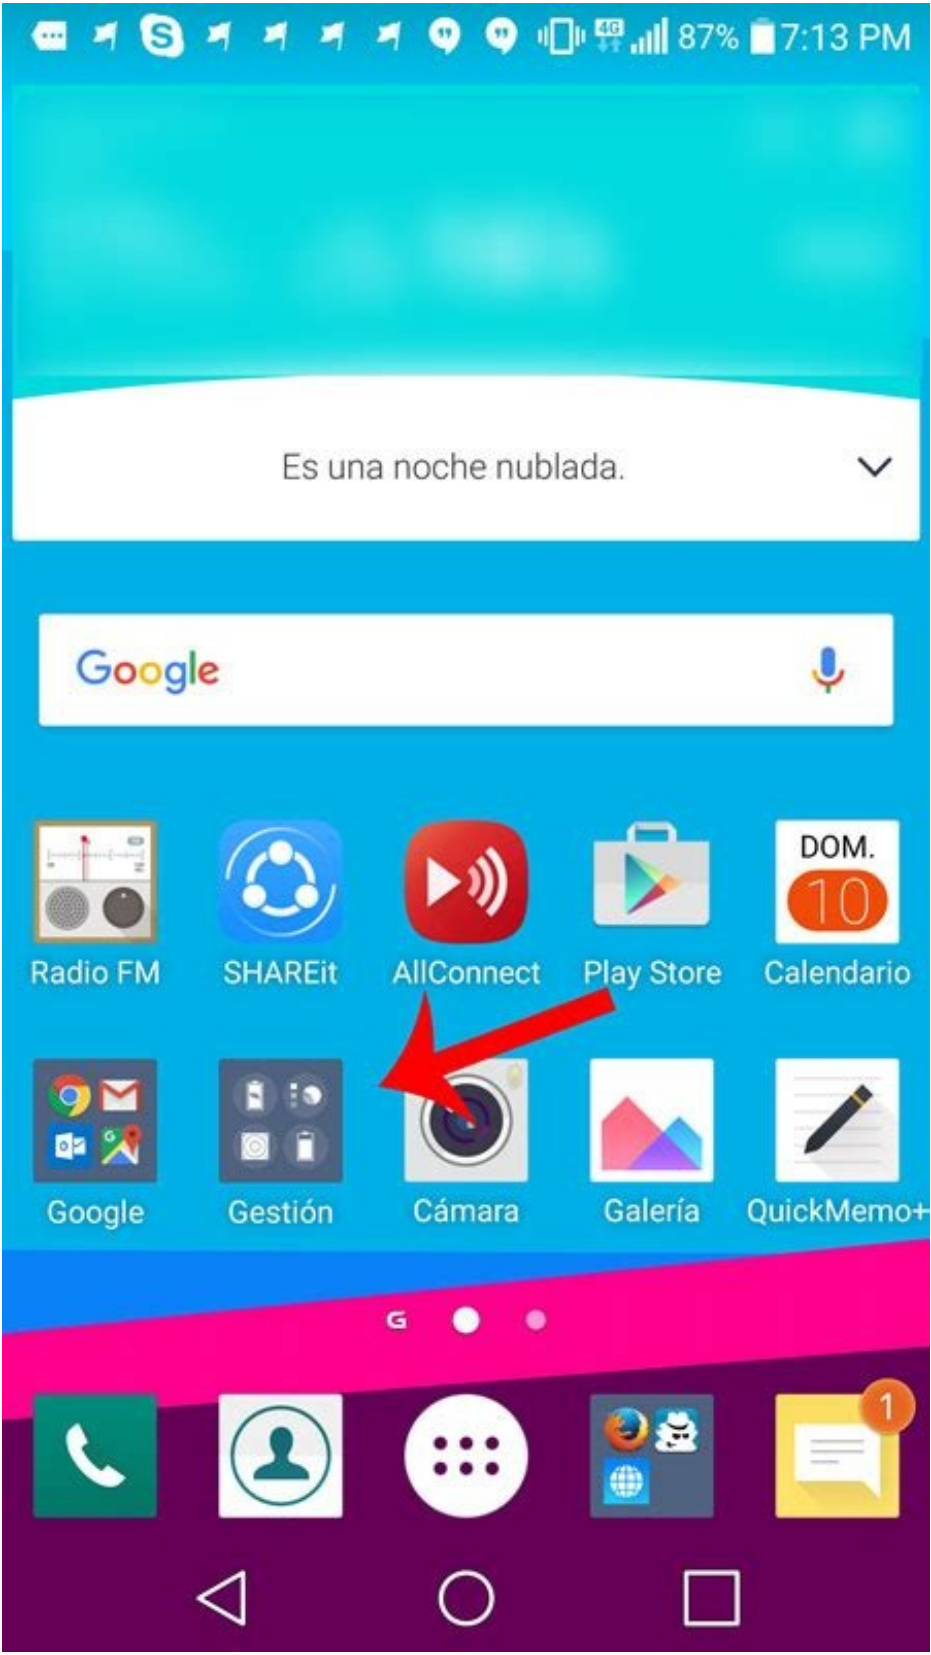 4G 87% 7:13 PM
Es una noche nublada.
Google
DOM.
10
Radio FM SHAREit AllConnect Play Store Calendario
Google Gestión Cámara Galería QuickMemo+
G
1